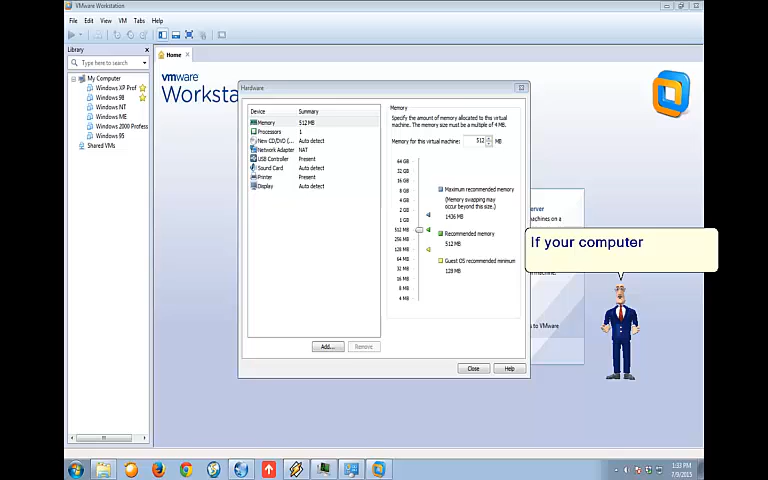 VMware Workstation
File Edit View VM Tabs Help
Library
Type here to search
Home
My Computer
Windows XP Prof
Windows 98
Windows NT
Windows ME
Windows 2000 Profess
Windows 95
Shared VMs
vmware
Worksta
Hardware
Device Summary
Memory 512 MB
Processors 1
New CD/DVD (... Auto detect
Network Adapter NAT
USB Controller Present
Sound Card Auto detect
Printer Present
Display Auto detect
Add... Remove
Memory
Specify the amount of memory allocated to this virtual
machine. The memory size must be a multiple of 4 MB.
Memory for this virtual machine: 512 MB
64 GB
32 GB
16 GB
8 GB
4 GB
2 GB
1 GB
512 MB
256 MB
128 MB
64 MB
32 MB
16 MB
8 MB
4 MB
Maximum recommended memory
(Memory swapping may
occur beyond this size.)
1436 MB
Recommended memory
512 MB
Guest OS recommended minimum
128 MB
Close Help
erver
machines on a
If your computer
s to VMware
1:33 PM
7/9/2015